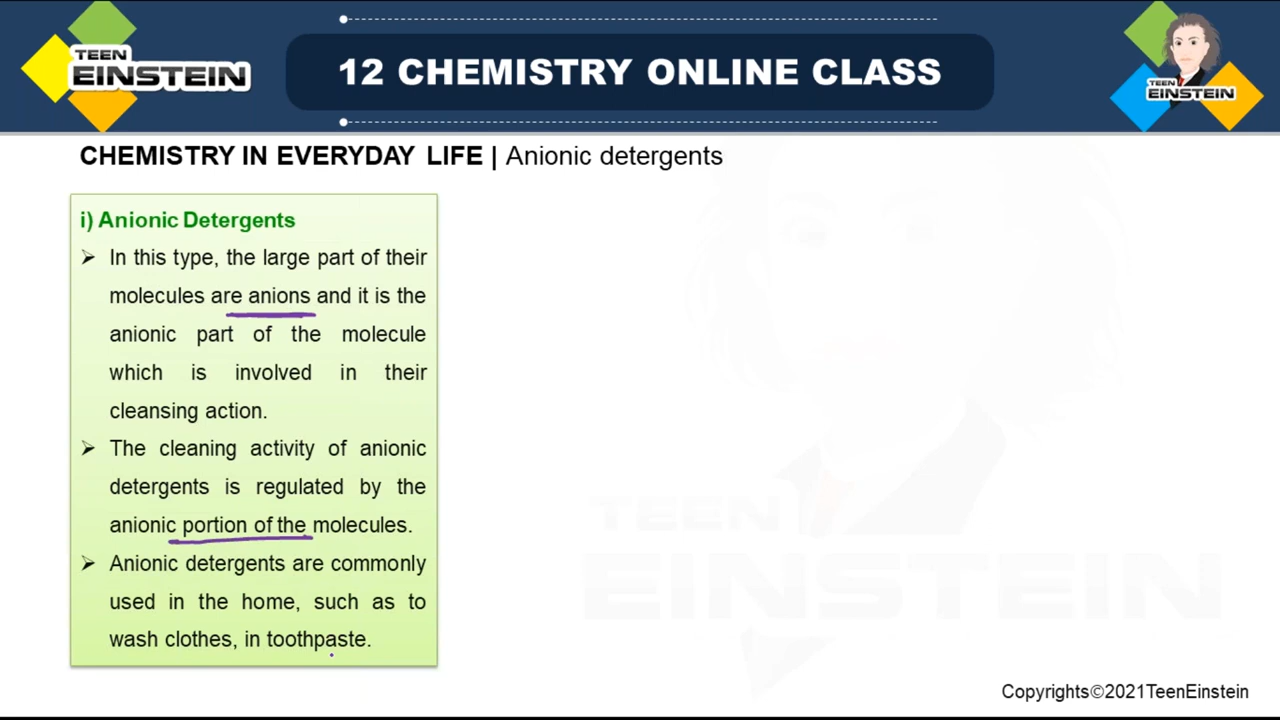 TEEN
EINSTEIN
12 CHEMISTRY ONLINE CLASS
TEEN
EINSTEIN
CHEMISTRY IN EVERYDAY LIFE | Anionic detergents
i) Anionic Detergents
➢ In this type, the large part of their
molecules are anions and it is the
anionic part of the molecule
which is involved in their
cleansing action.
➢ The cleaning activity of anionic
detergents is regulated by the
anionic portion of the molecules.
➢ Anionic detergents are commonly
used in the home, such as to
wash clothes, in toothpaste.
TEEN
EINSTEIN
Copyrights©2021TeenEinstein